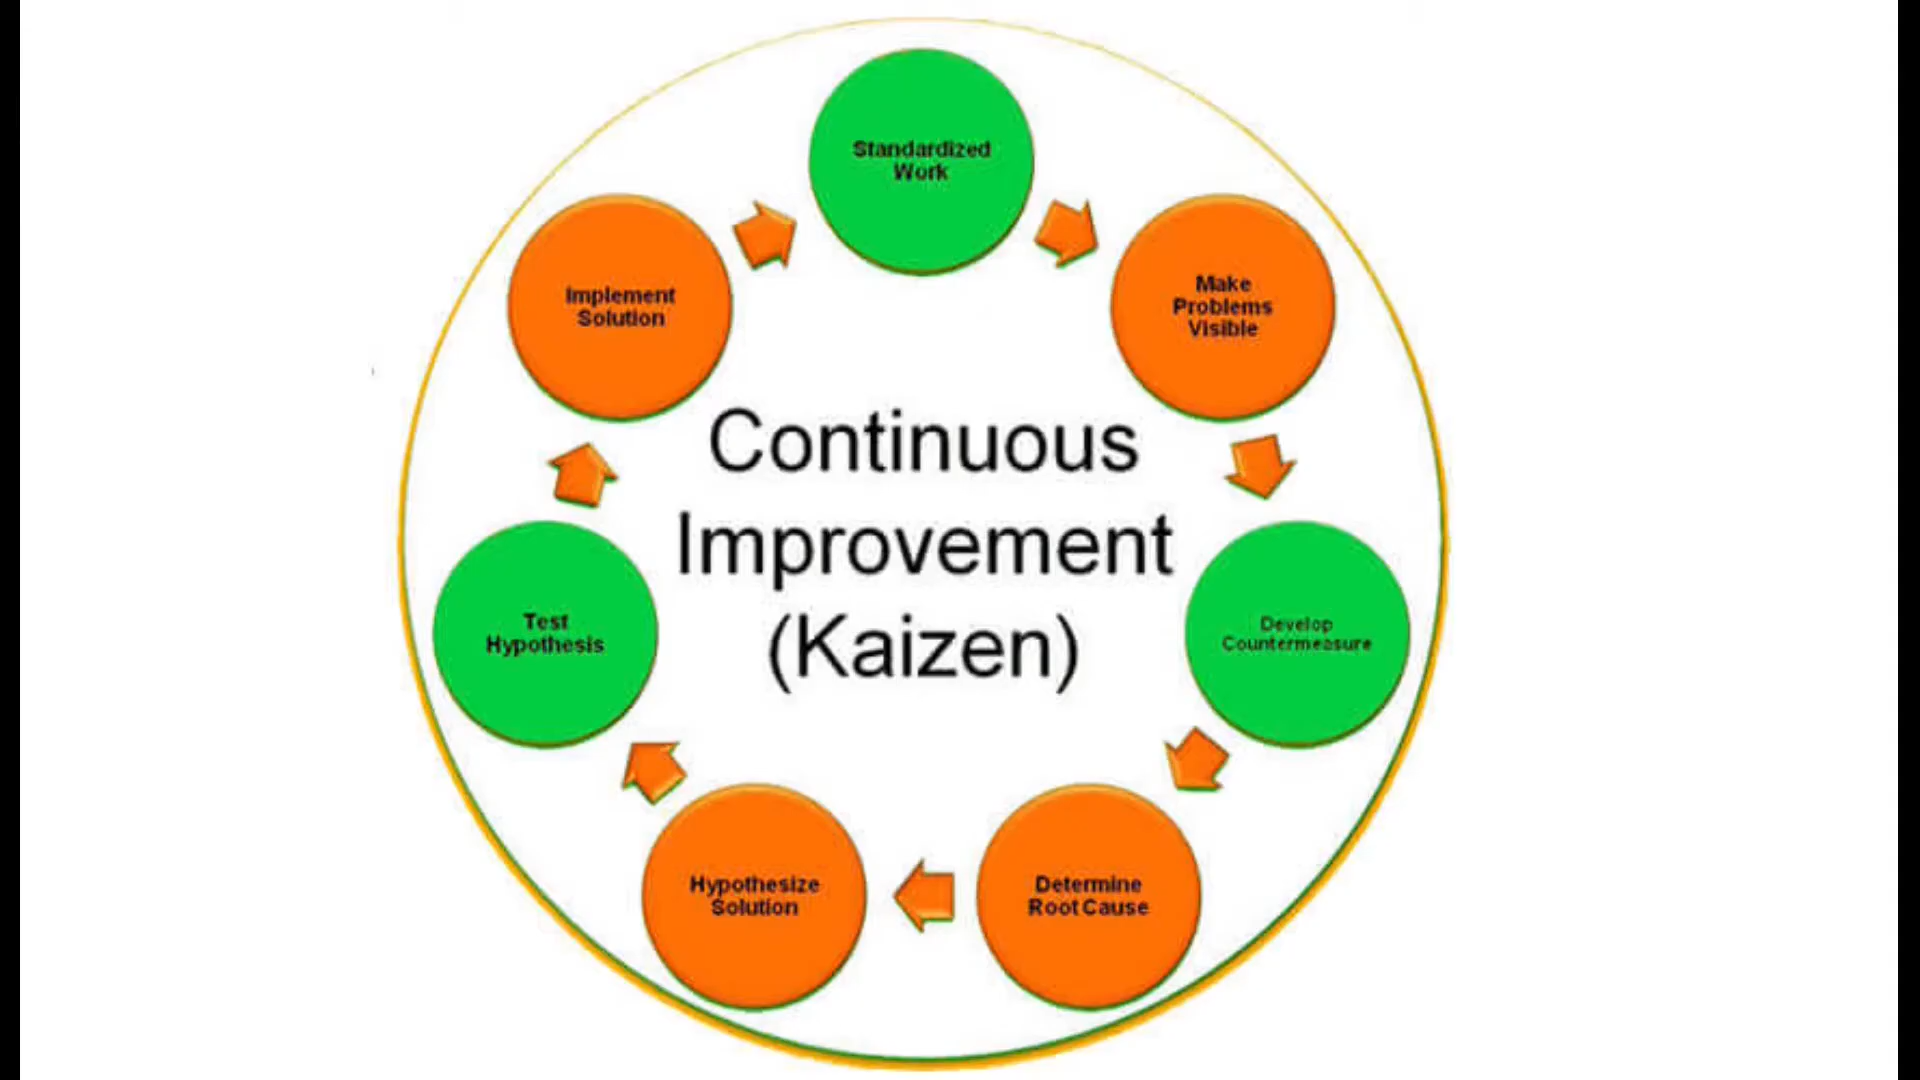 Standardized
Work
Make
Problems
Visible
Develop
Countermeasure
Determine
Root Cause
Hypothesize
Solution
Test
Hypothesis
Implement
Solution
Continuous
Improvement
(Kaizen)